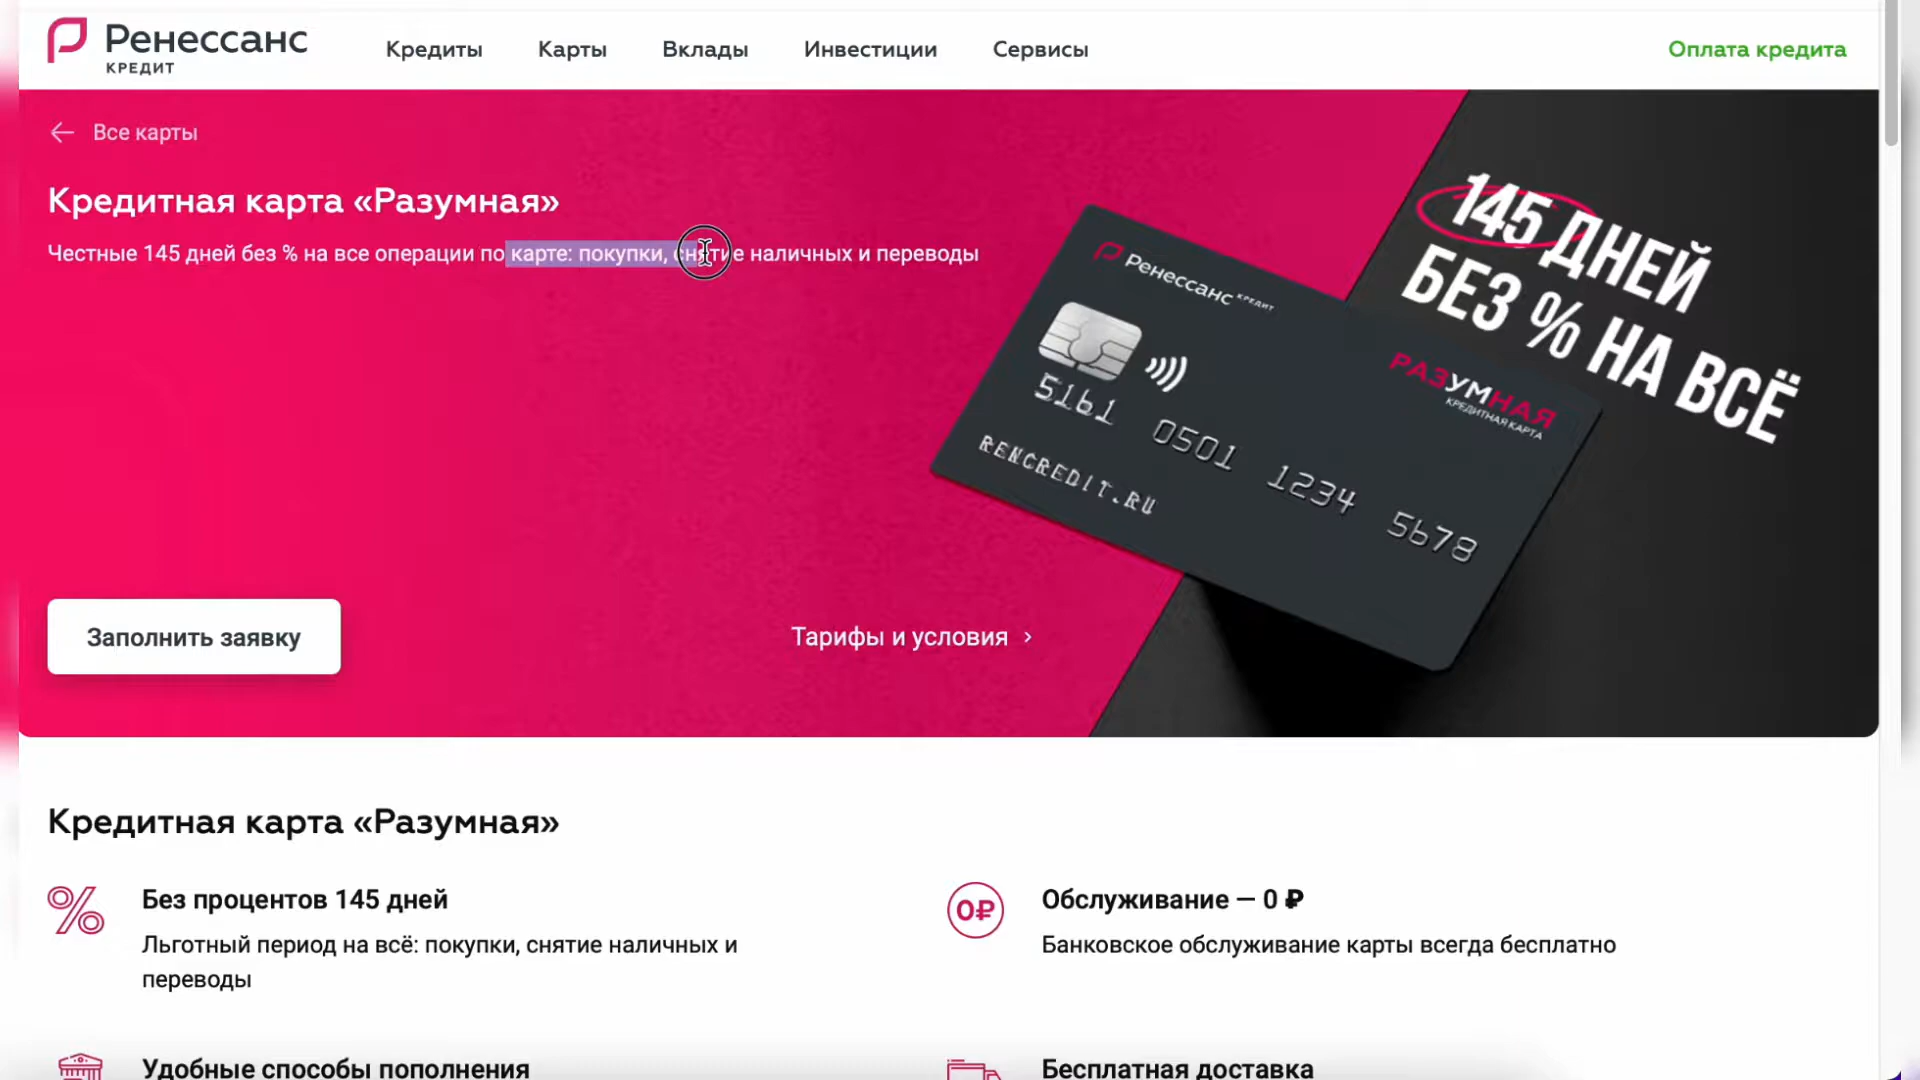 Ренессанс
КРЕДИТ
Кредиты
Карты
Вклады
Инвестиции
Сервисы
Оплата кредита
Все карты
Кредитная карта «Разумная»
Честные 145 дней без % на все операции по карте: покупки, снятие наличных и переводы
145 ДНЕЙ
БЕЗ % НА ВСЁ
Ренессанс КРЕДИТ
РАЗУМНАЯ
КРЕДИТНАЯ КАРТА
5161 0501 1234 5678
RENCREDIT.RU
Заполнить заявку
Тарифы и условия
Кредитная карта «Разумная»
Без процентов 145 дней
Льготный период на всё: покупки, снятие наличных и
переводы
0₽
Обслуживание — 0 ₽
Банковское обслуживание карты всегда бесплатно
Удобные способы пополнения
Бесплатная доставка